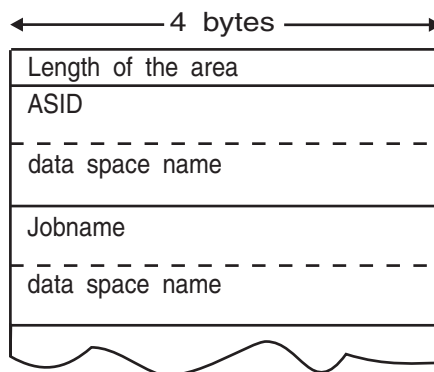 4 bytes
Length of the area
ASID
data space name
Jobname
data space name